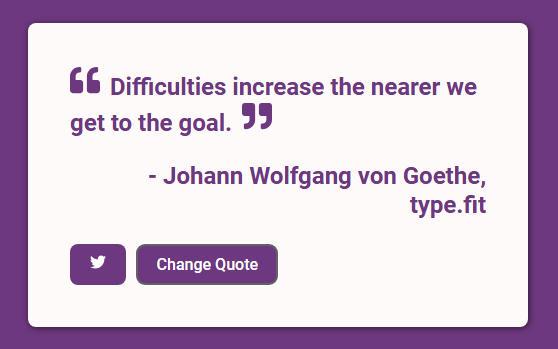 ❝ Difficulties increase the nearer we
get to the goal. ❞
- Johann Wolfgang von Goethe,
type.fit
Change Quote